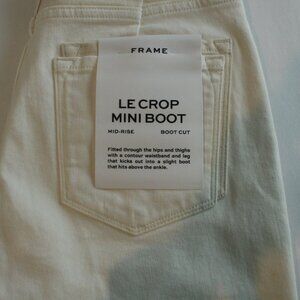 FRAME
LE CROP
MINI BOOT
MID-RISE BOOT CUT
Fitted through the hips and thighs
with a contour waistband and leg
that kicks out into a slight boot
that hits above the ankle.